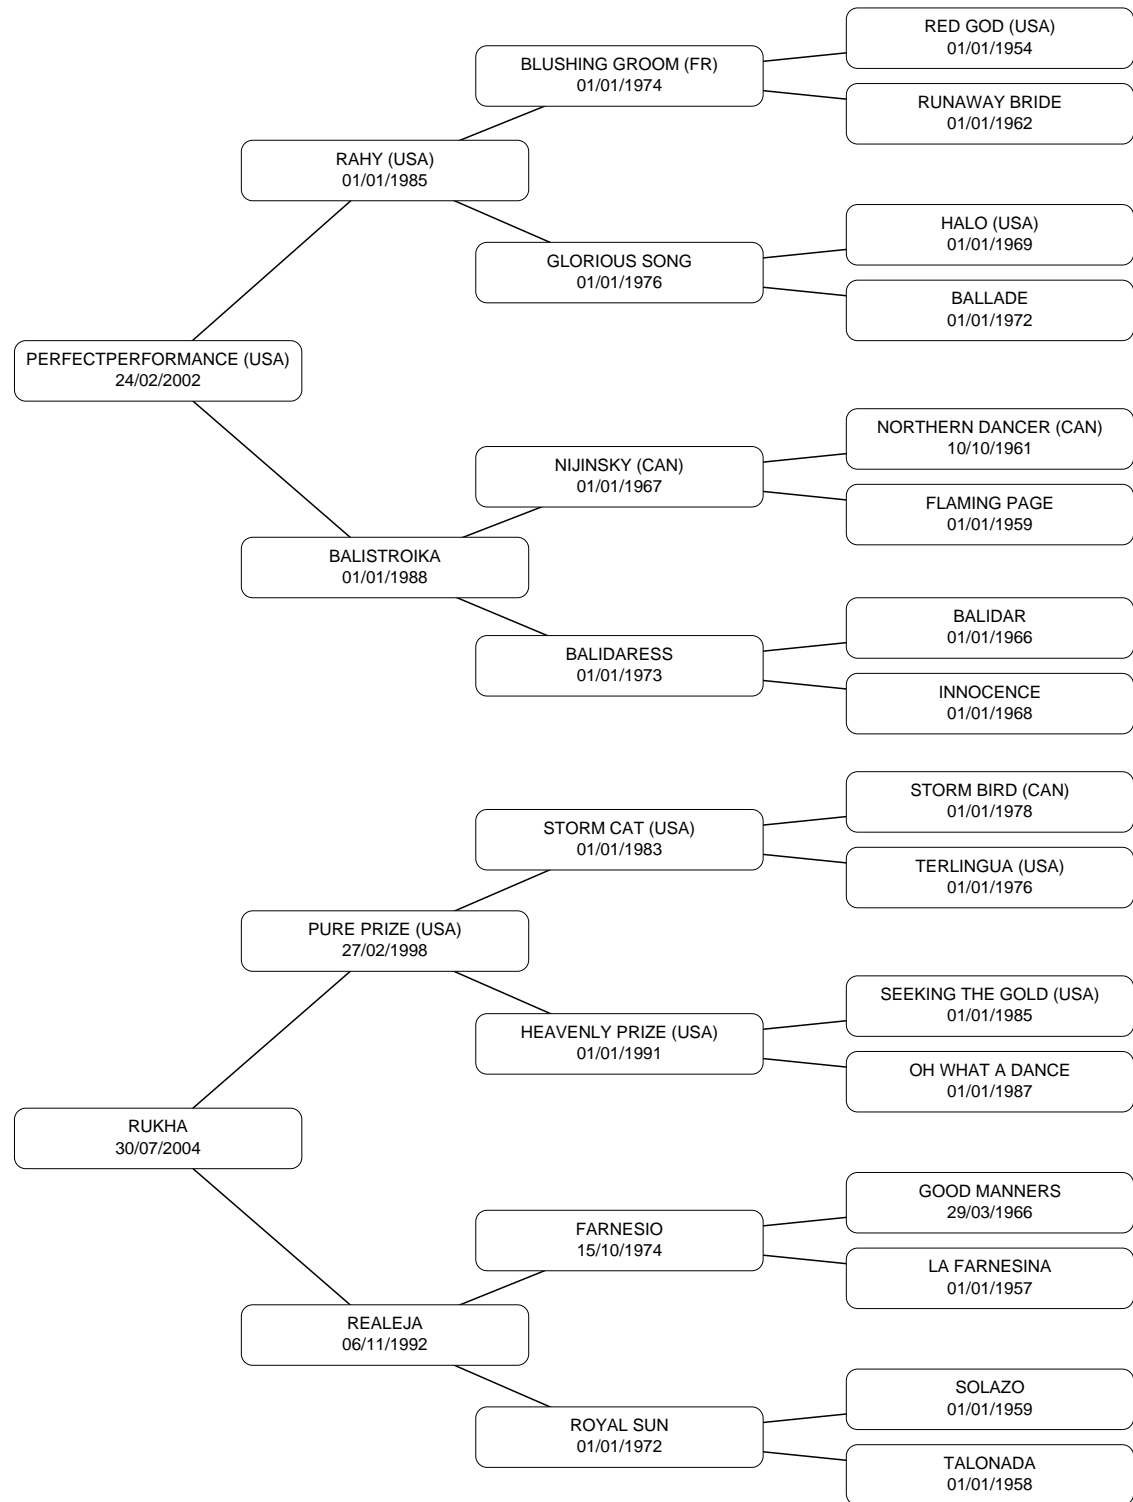 RED GOD (USA)
01/01/1954
BLUSHING GROOM (FR)
01/01/1974
RUNAWAY BRIDE
01/01/1962
RAHY (USA)
01/01/1985
HALO (USA)
01/01/1969
GLORIOUS SONG
01/01/1976
BALLADE
01/01/1972
PERFECTPERFORMANCE (USA)
24/02/2002
NORTHERN DANCER (CAN)
10/10/1961
NIJINSKY (CAN)
01/01/1967
FLAMING PAGE
01/01/1959
BALISTROIKA
01/01/1988
BALIDAR
01/01/1966
BALIDARESS
01/01/1973
INNOCENCE
01/01/1968
STORM BIRD (CAN)
01/01/1978
STORM CAT (USA)
01/01/1983
TERLINGUA (USA)
01/01/1976
PURE PRIZE (USA)
27/02/1998
SEEKING THE GOLD (USA)
01/01/1985
HEAVENLY PRIZE (USA)
01/01/1991
OH WHAT A DANCE
01/01/1987
RUKHA
30/07/2004
GOOD MANNERS
29/03/1966
FARNESIO
15/10/1974
LA FARNESINA
01/01/1957
REALEJA
06/11/1992
SOLAZO
01/01/1959
ROYAL SUN
01/01/1972
TALONADA
01/01/1958